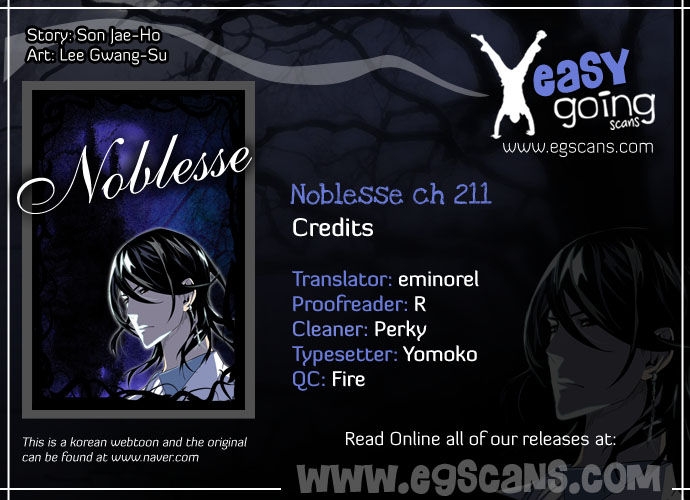 Story: Son Jae-Ho
Art: Lee Gwang-Su
easy
going
scans
www.egscans.com
Noblesse
Noblesse ch 211
Credits
Translator: eminorel
Proofreader: R
Cleaner: Perky
Typesetter: Yomoko
QC: Fire
This is a korean webtoon and the original
can be found at www.naver.com
Read Online all of our releases at:
www.egscans.com